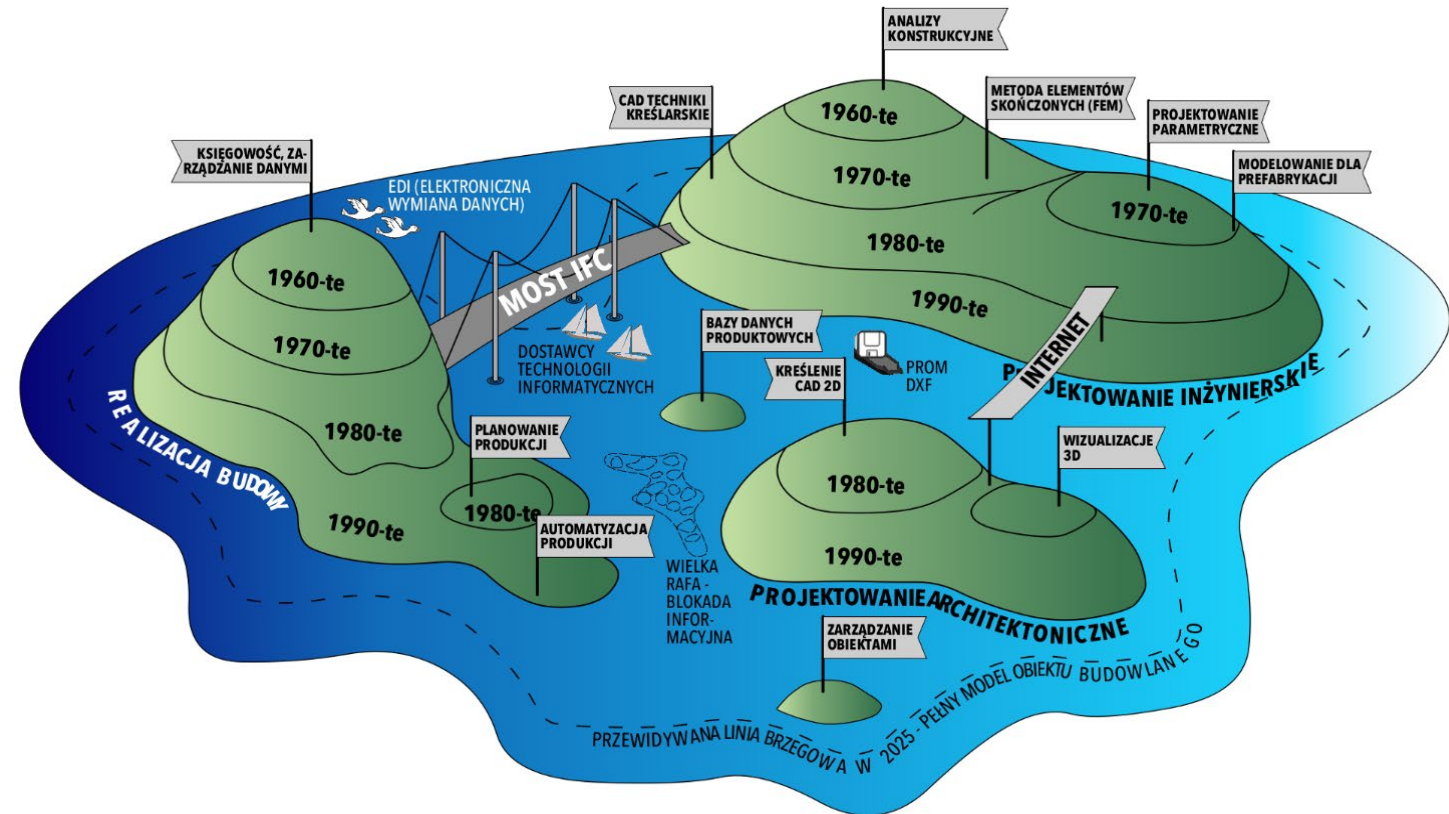 ANALIZY
KONSTRUKCYJNE
CAD TECHNIKI
KREŚLARSKIE
METODA ELEMENTÓW
SKOŃCZONYCH (FEM)
PROJEKTOWANIE
PARAMETRYCZNE
MODELOWANIE DLA
PREFABRYKACJI
KSIĘGOWOŚĆ, ZA-
RZĄDZANIE DANYMI
EDI (ELEKTRONICZNA
WYMIANA DANYCH)
1960-te
1970-te
1970-te
1980-te
1990-te
1960-te
1970-te
1980-te
1990-te
MOST IFC
DOSTAWCY
TECHNOLOGII
INFORMATYCZNYCH
BAZY DANYCH
PRODUKTOWYCH
KREŚLENIE
CAD 2D
PROM
DXF
INTERNET
PROJEKTOWANIE INŻYNIERSKIE
REALIZACJA BUDOWY
PLANOWANIE
PRODUKCJI
1980-te
AUTOMATYZACJA
PRODUKCJI
WIZUALIZACJE
3D
1980-te
1990-te
WIELKA
RAFA -
BLOKADA
INFOR-
MACYJNA
PROJEKTOWANIE ARCHITEKTONICZNE
ZARZĄDZANIE
OBIEKTAMI
PRZEWIDYWANA LINIA BRZEGOWA W 2025 - PEŁNY MODEL OBIEKTU BUDOWLANEGO